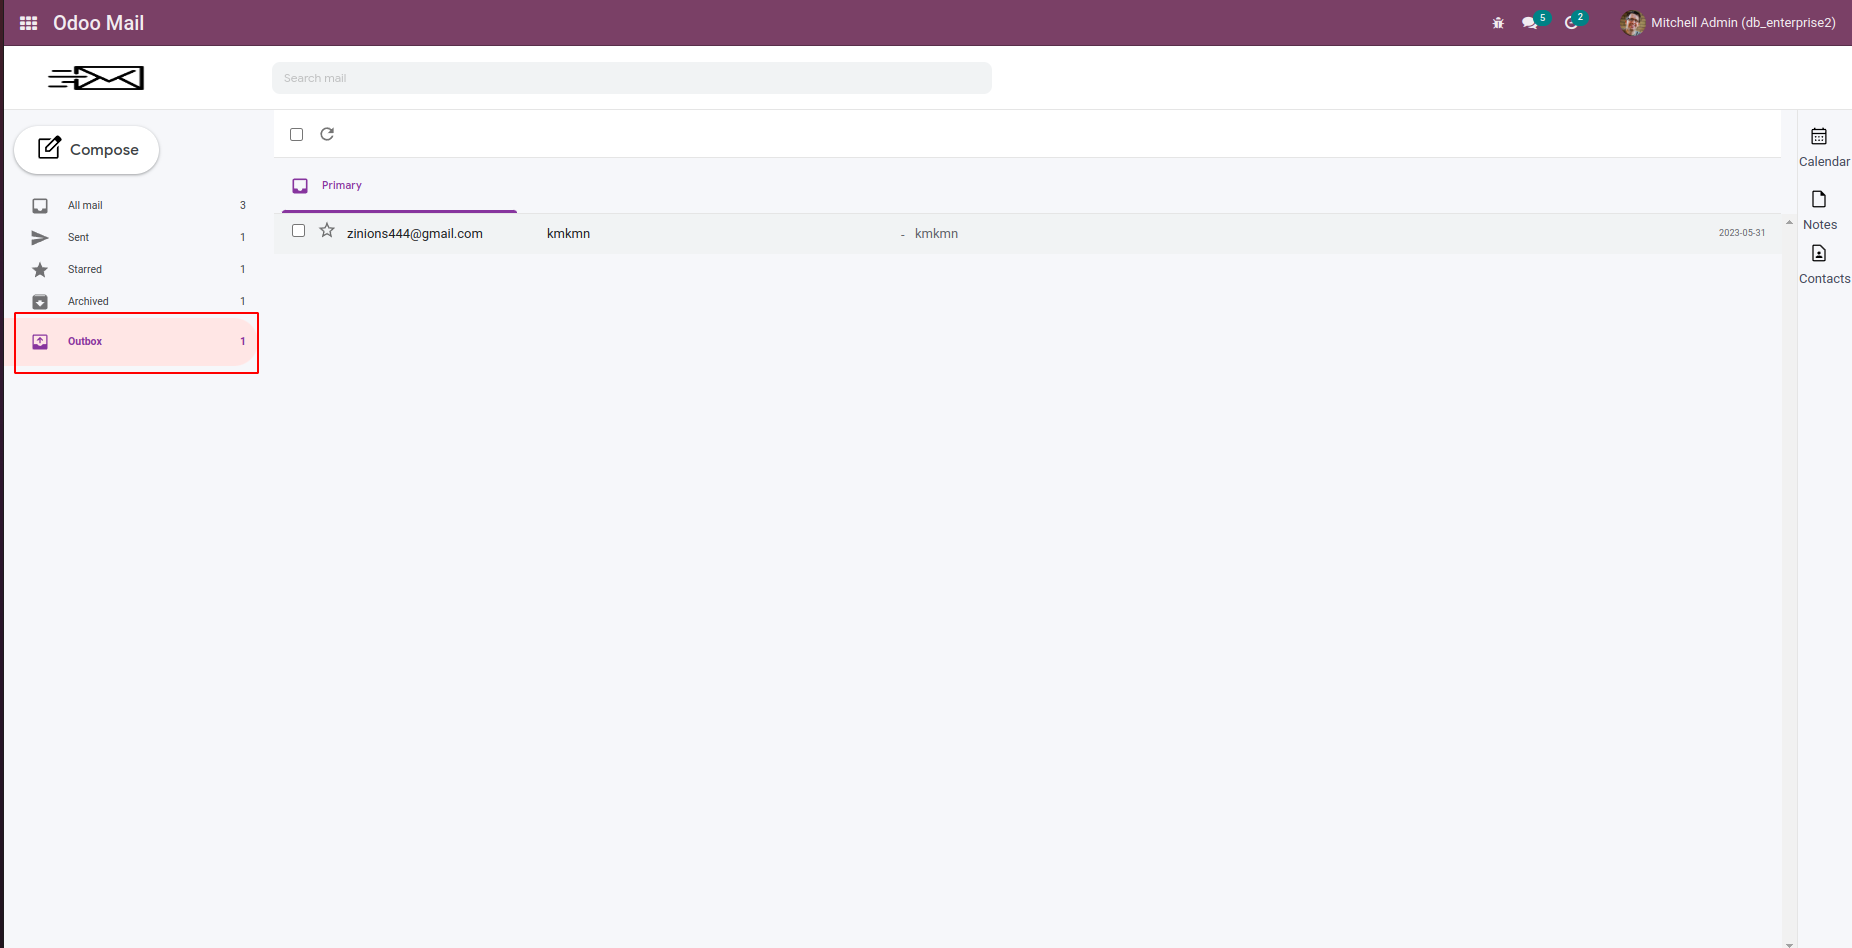 Odoo Mail
5
2
Mitchell Admin (db_enterprise2)
Search mail
Compose
All mail 3
Sent 1
Starred 1
Archived 1
Outbox 1
Primary
zinions444@gmail.com kmkmn - kmkmn 2023-05-31
Calendar
Notes
Contacts